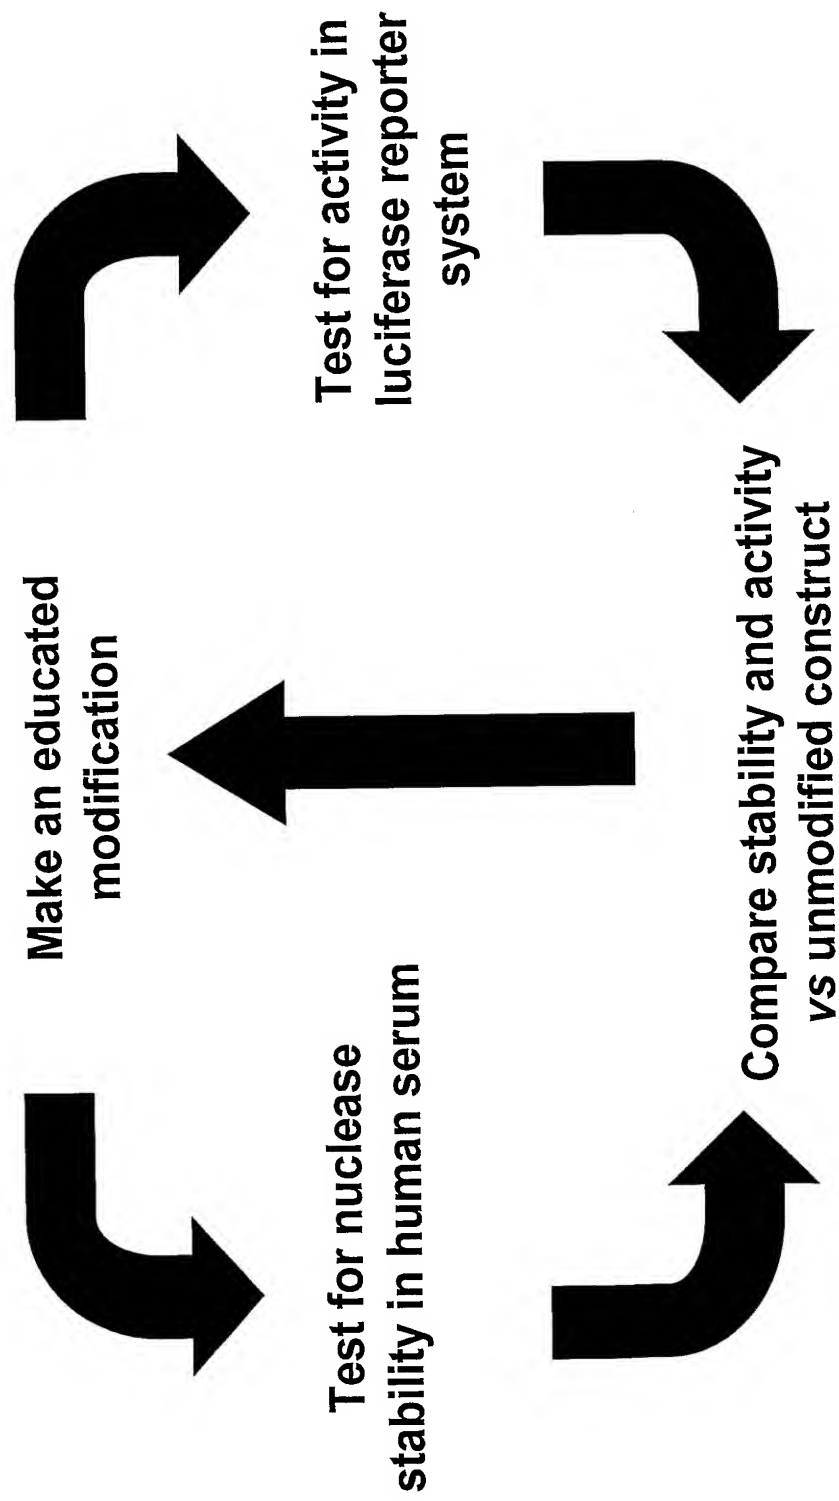 Make an educated
modification
Test for nuclease
stability in human serum
Test for activity in
luciferase reporter
system
Compare stability and activity
vs unmodified construct